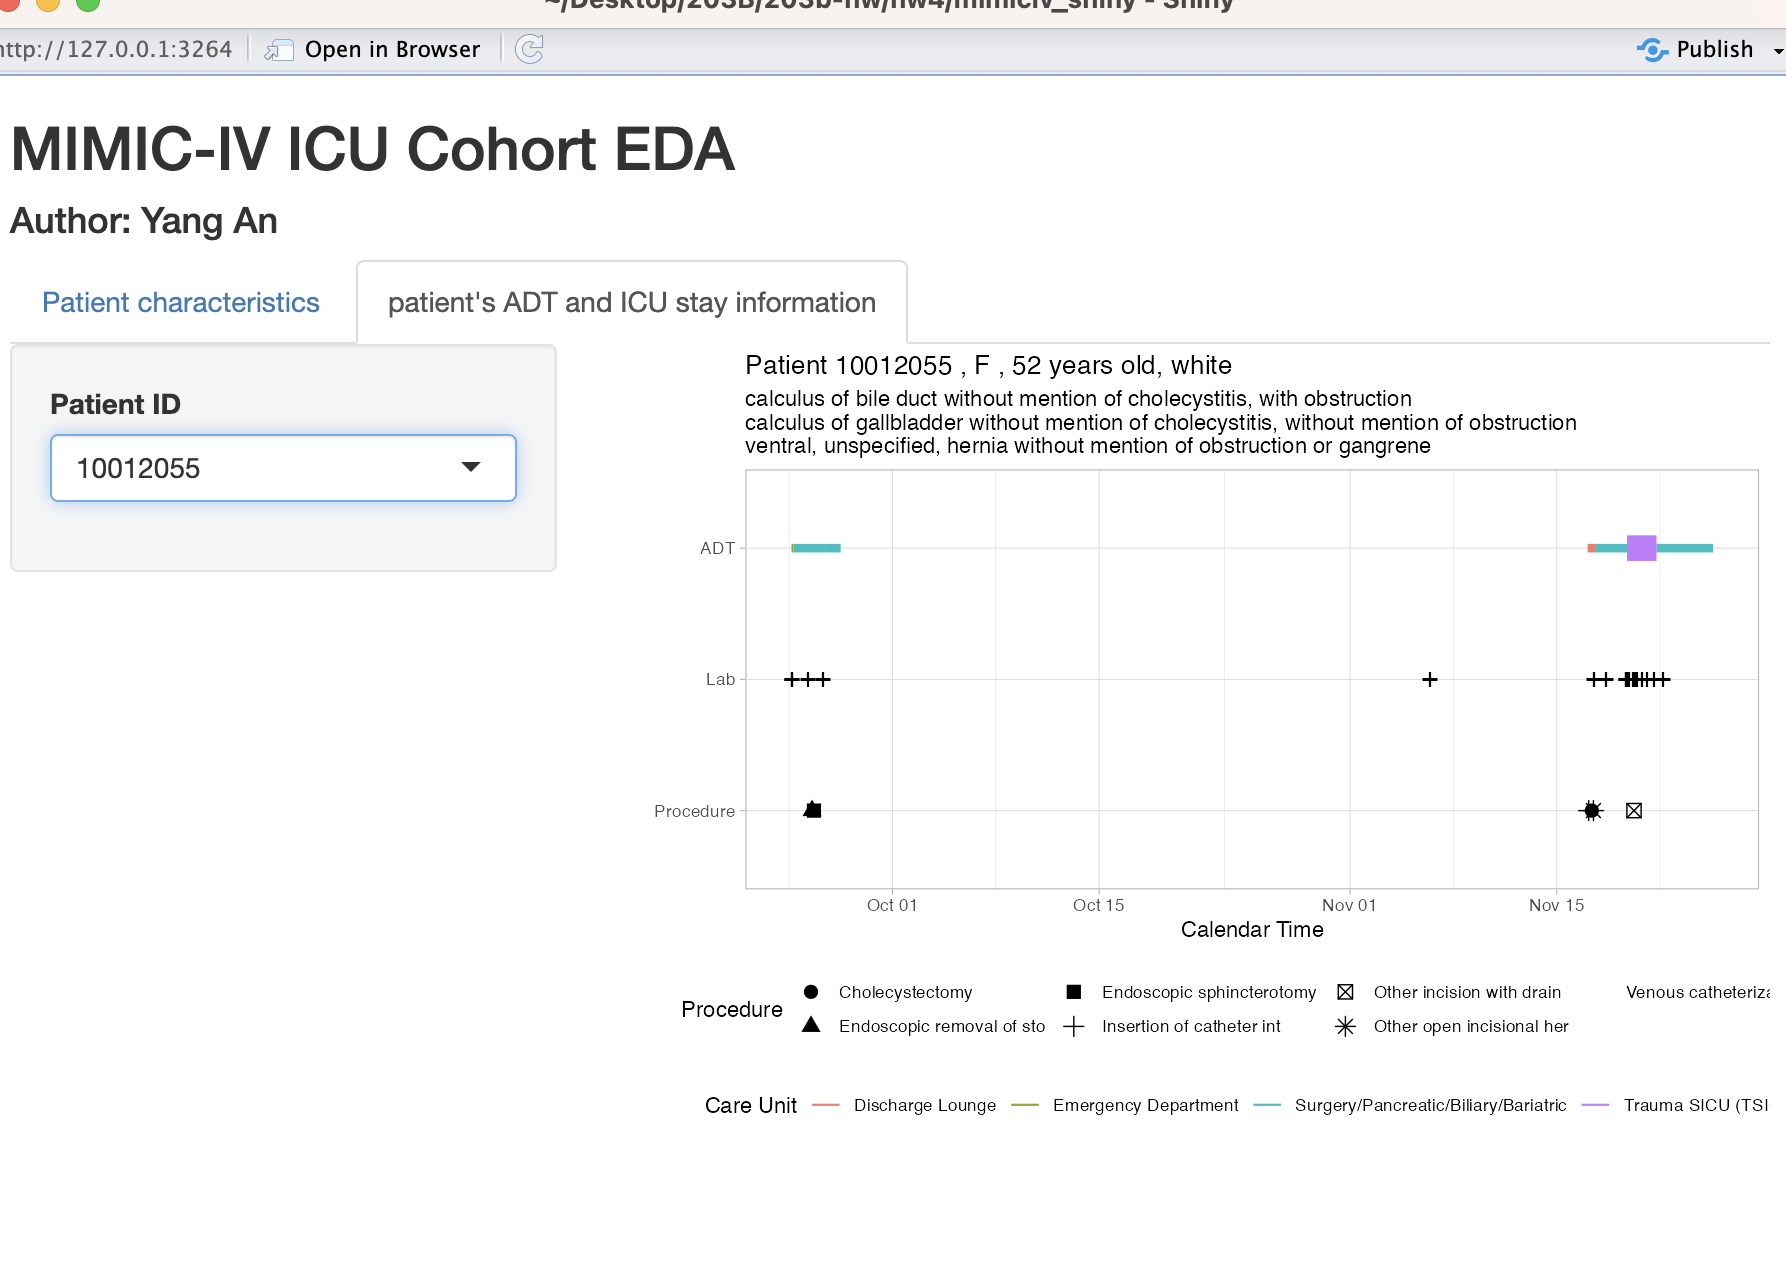 ~/Desktop/203B/203b-hw/hw4/mimiciv_shiny - Shiny
http://127.0.0.1:3264 Open in Browser Publish
MIMIC-IV ICU Cohort EDA
Author: Yang An
Patient characteristics patient's ADT and ICU stay information
Patient ID
10012055
Patient 10012055 , F , 52 years old, white
calculus of bile duct without mention of cholecystitis, with obstruction
calculus of gallbladder without mention of cholecystitis, without mention of obstruction
ventral, unspecified, hernia without mention of obstruction or gangrene
ADT
Lab
Procedure
Oct 01 Oct 15 Nov 01 Nov 15
Calendar Time
Procedure
Cholecystectomy Endoscopic sphincterotomy Other incision with drain Venous catheteriza
Endoscopic removal of sto Insertion of catheter int Other open incisional her
Care Unit Discharge Lounge Emergency Department Surgery/Pancreatic/Biliary/Bariatric Trauma SICU (TSI